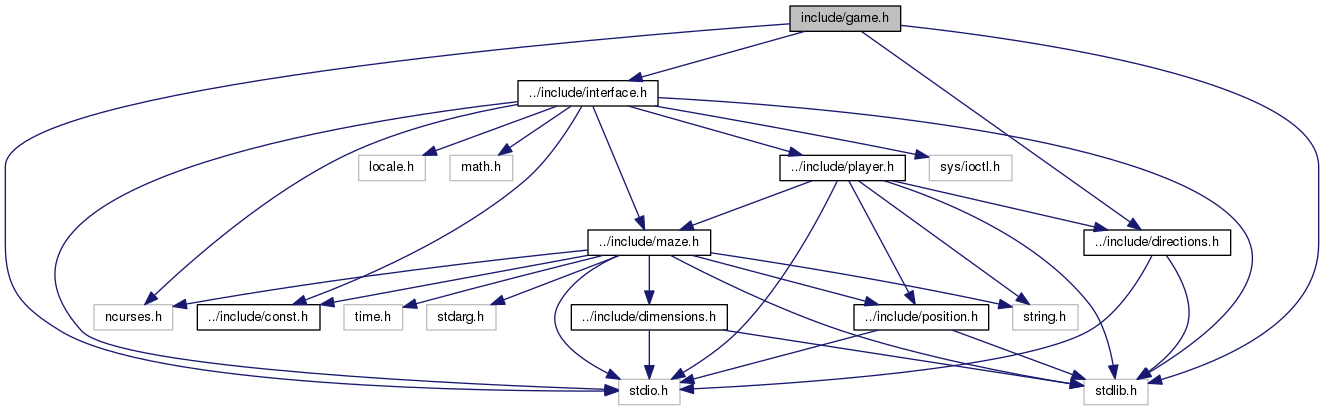 include/game.h
../include/interface.h
locale.h
math.h
../include/player.h
sys/ioctl.h
../include/maze.h
../include/directions.h
ncurses.h
../include/const.h
time.h
stdarg.h
../include/dimensions.h
../include/position.h
string.h
stdio.h
stdlib.h